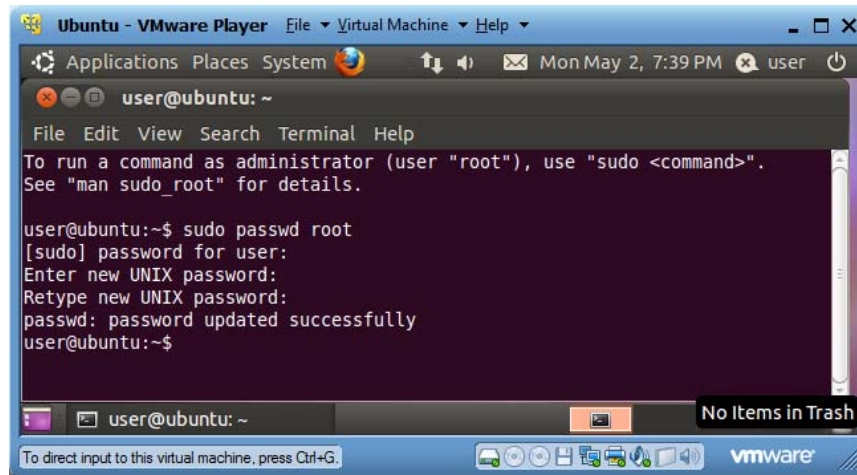 Ubuntu - VMware Player File Virtual Machine Help
Applications Places System Mon May 2, 7:39 PM user
user@ubuntu: ~
File Edit View Search Terminal Help
To run a command as administrator (user "root"), use "sudo <command>".
See "man sudo_root" for details.
user@ubuntu:~$ sudo passwd root
[sudo] password for user:
Enter new UNIX password:
Retype new UNIX password:
passwd: password updated successfully
user@ubuntu:~$
user@ubuntu: ~
No Items in Trash
To direct input to this virtual machine, press Ctrl+G.
vmware